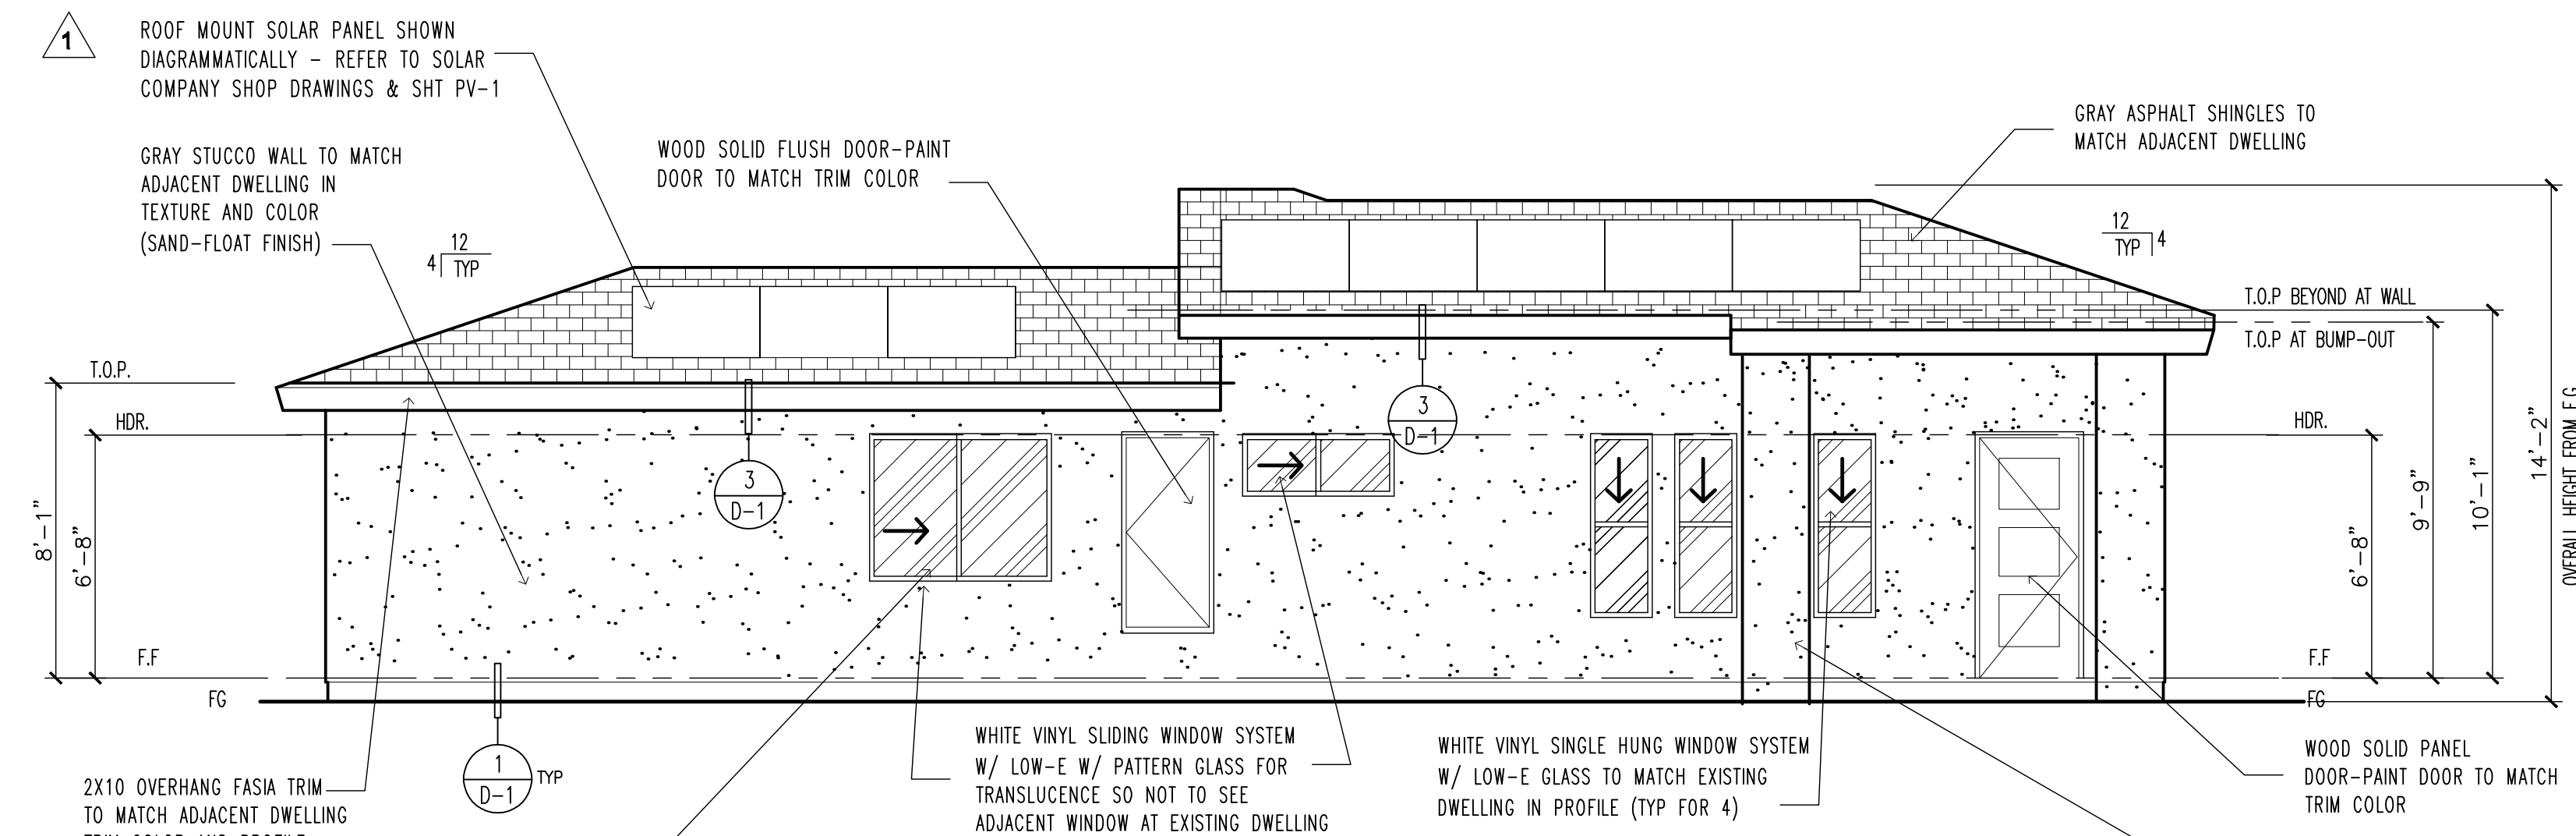 1
ROOF MOUNT SOLAR PANEL SHOWN
DIAGRAMMATICALLY – REFER TO SOLAR
COMPANY SHOP DRAWINGS & SHT PV-1
GRAY STUCCO WALL TO MATCH
ADJACENT DWELLING IN
TEXTURE AND COLOR
(SAND-FLOAT FINISH)
WOOD SOLID FLUSH DOOR-PAINT
DOOR TO MATCH TRIM COLOR
GRAY ASPHALT SHINGLES TO
MATCH ADJACENT DWELLING
12
4
TYP
12
TYP
4
T.O.P BEYOND AT WALL
T.O.P AT BUMP-OUT
T.O.P.
HDR.
8'-1"
6'-8"
F.F
FG
3
D-1
3
D-1
1
D-1
TYP
HDR.
6'-8"
9'-9"
10'-1"
14'-2"
OVERALL HEIGHT FROM F.G
F.F
FG
2X10 OVERHANG FASIA TRIM
TO MATCH ADJACENT DWELLING
TRIM COLOR AND PROFILE
WHITE VINYL SLIDING WINDOW SYSTEM
W/ LOW-E W/ PATTERN GLASS FOR
TRANSLUCENCE SO NOT TO SEE
ADJACENT WINDOW AT EXISTING DWELLING
WHITE VINYL SINGLE HUNG WINDOW SYSTEM
W/ LOW-E GLASS TO MATCH EXISTING
DWELLING IN PROFILE (TYP FOR 4)
WOOD SOLID PANEL
DOOR-PAINT DOOR TO MATCH
TRIM COLOR